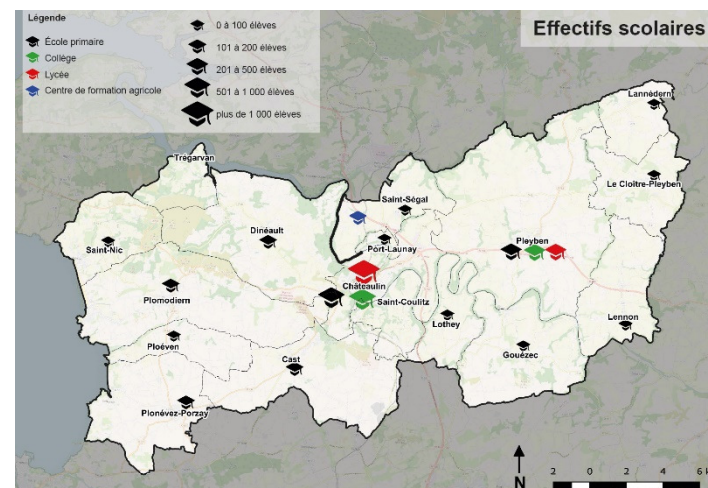 Légende
École primaire
Collège
Lycée
Centre de formation agricole
0 à 100 élèves
101 à 200 élèves
201 à 500 élèves
501 à 1 000 élèves
plus de 1 000 élèves
Effectifs scolaires
Lannédern
Trégarvan
Le Cloître-Pleyben
Saint-Ségal
Dinéault
Pleyben
Saint-Nic
Port-Launay
Châteaulin
Plomodiern
Saint-Coulitz
Lothey
Lennon
Ploéven
Gouézec
Cast
Plonévez-Porzay
N
2 0 2 4 6 k